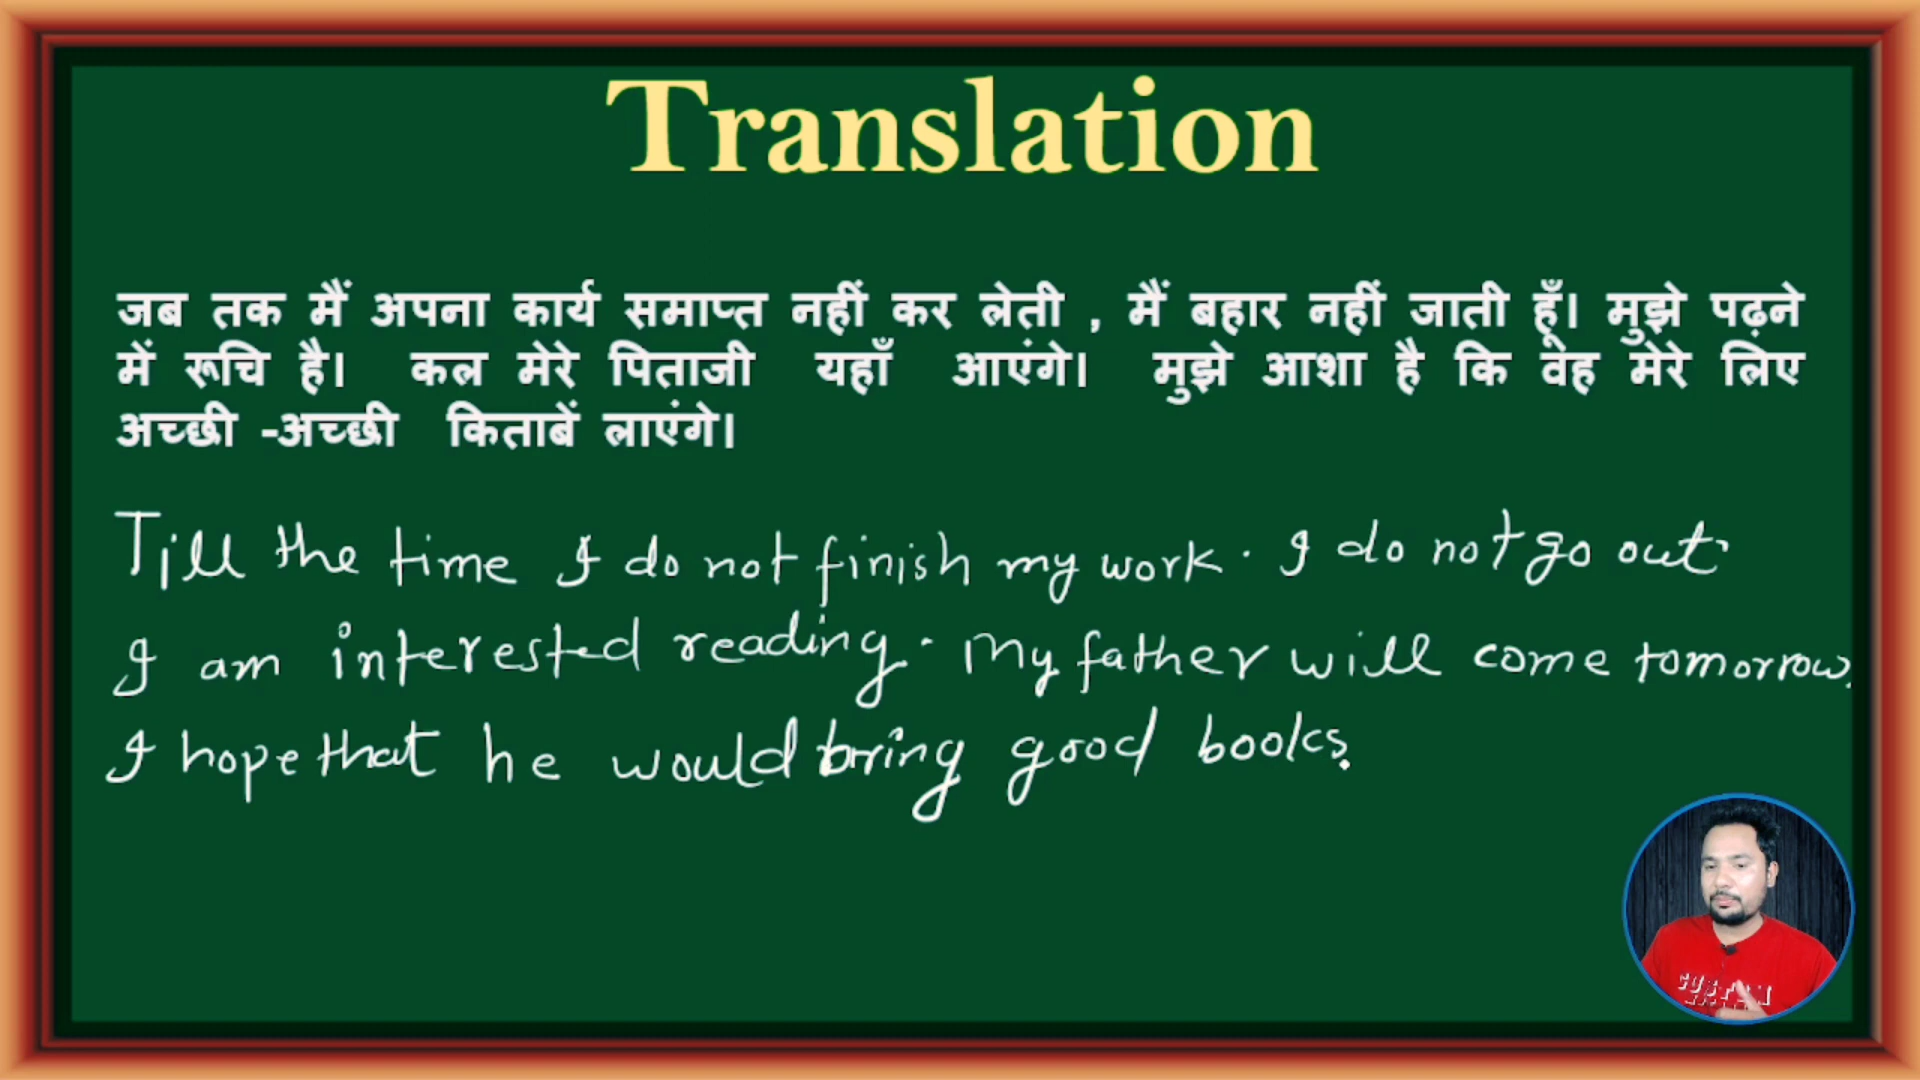 Translation
जब तक मैं अपना कार्य समाप्त नहीं कर लेती , मैं बहार नहीं जाती हूँ। मुझे पढ़ने
में रूचि है। कल मेरे पिताजी यहाँ आएंगे। मुझे आशा है कि वह मेरे लिए
अच्छी -अच्छी किताबें लाएंगे।
Till the time I do not finish my work. I do not go out.
I am interested reading. My father will come tomorrow.
I hope that he would bring good books.